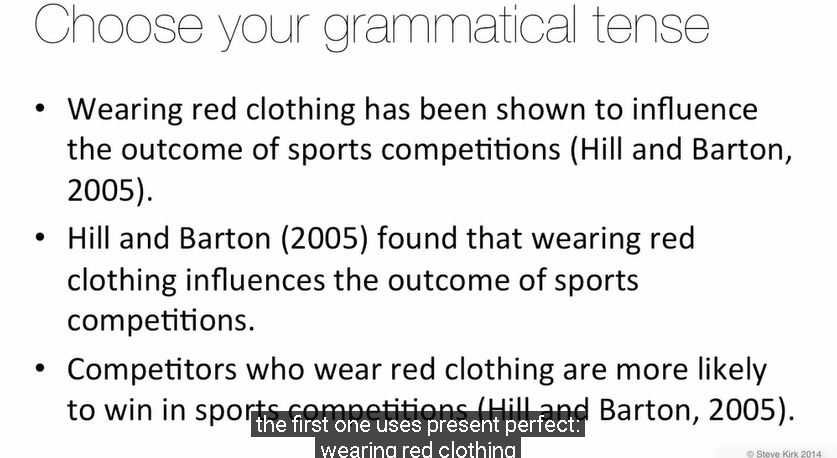 Choose your grammatical tense
• Wearing red clothing has been shown to influence
the outcome of sports competitions (Hill and Barton,
2005).
• Hill and Barton (2005) found that wearing red
clothing influences the outcome of sports
competitions.
• Competitors who wear red clothing are more likely
to win in sports competitions (Hill and Barton, 2005).
the first one uses present perfect:
wearing red clothing
© Steve Kirk 2014